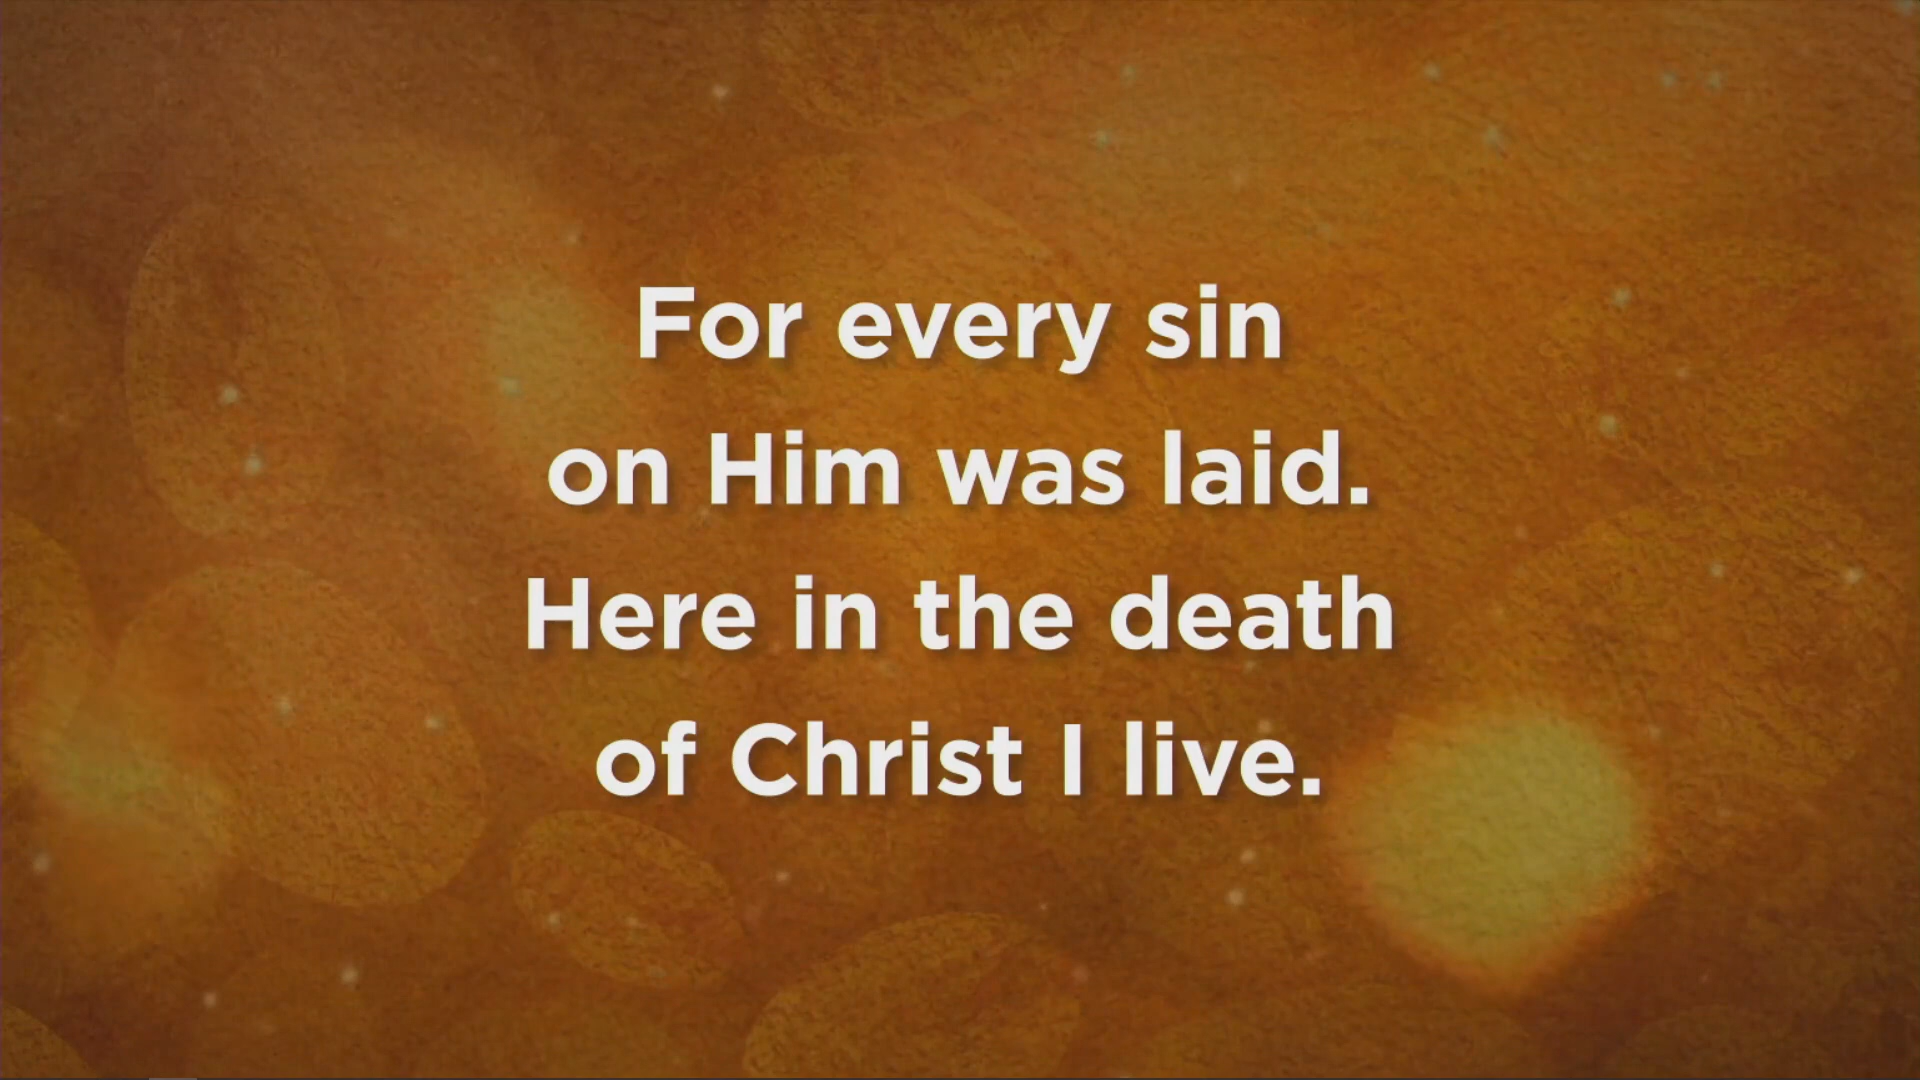 For every sin
on Him was laid.
Here in the death
of Christ I live.